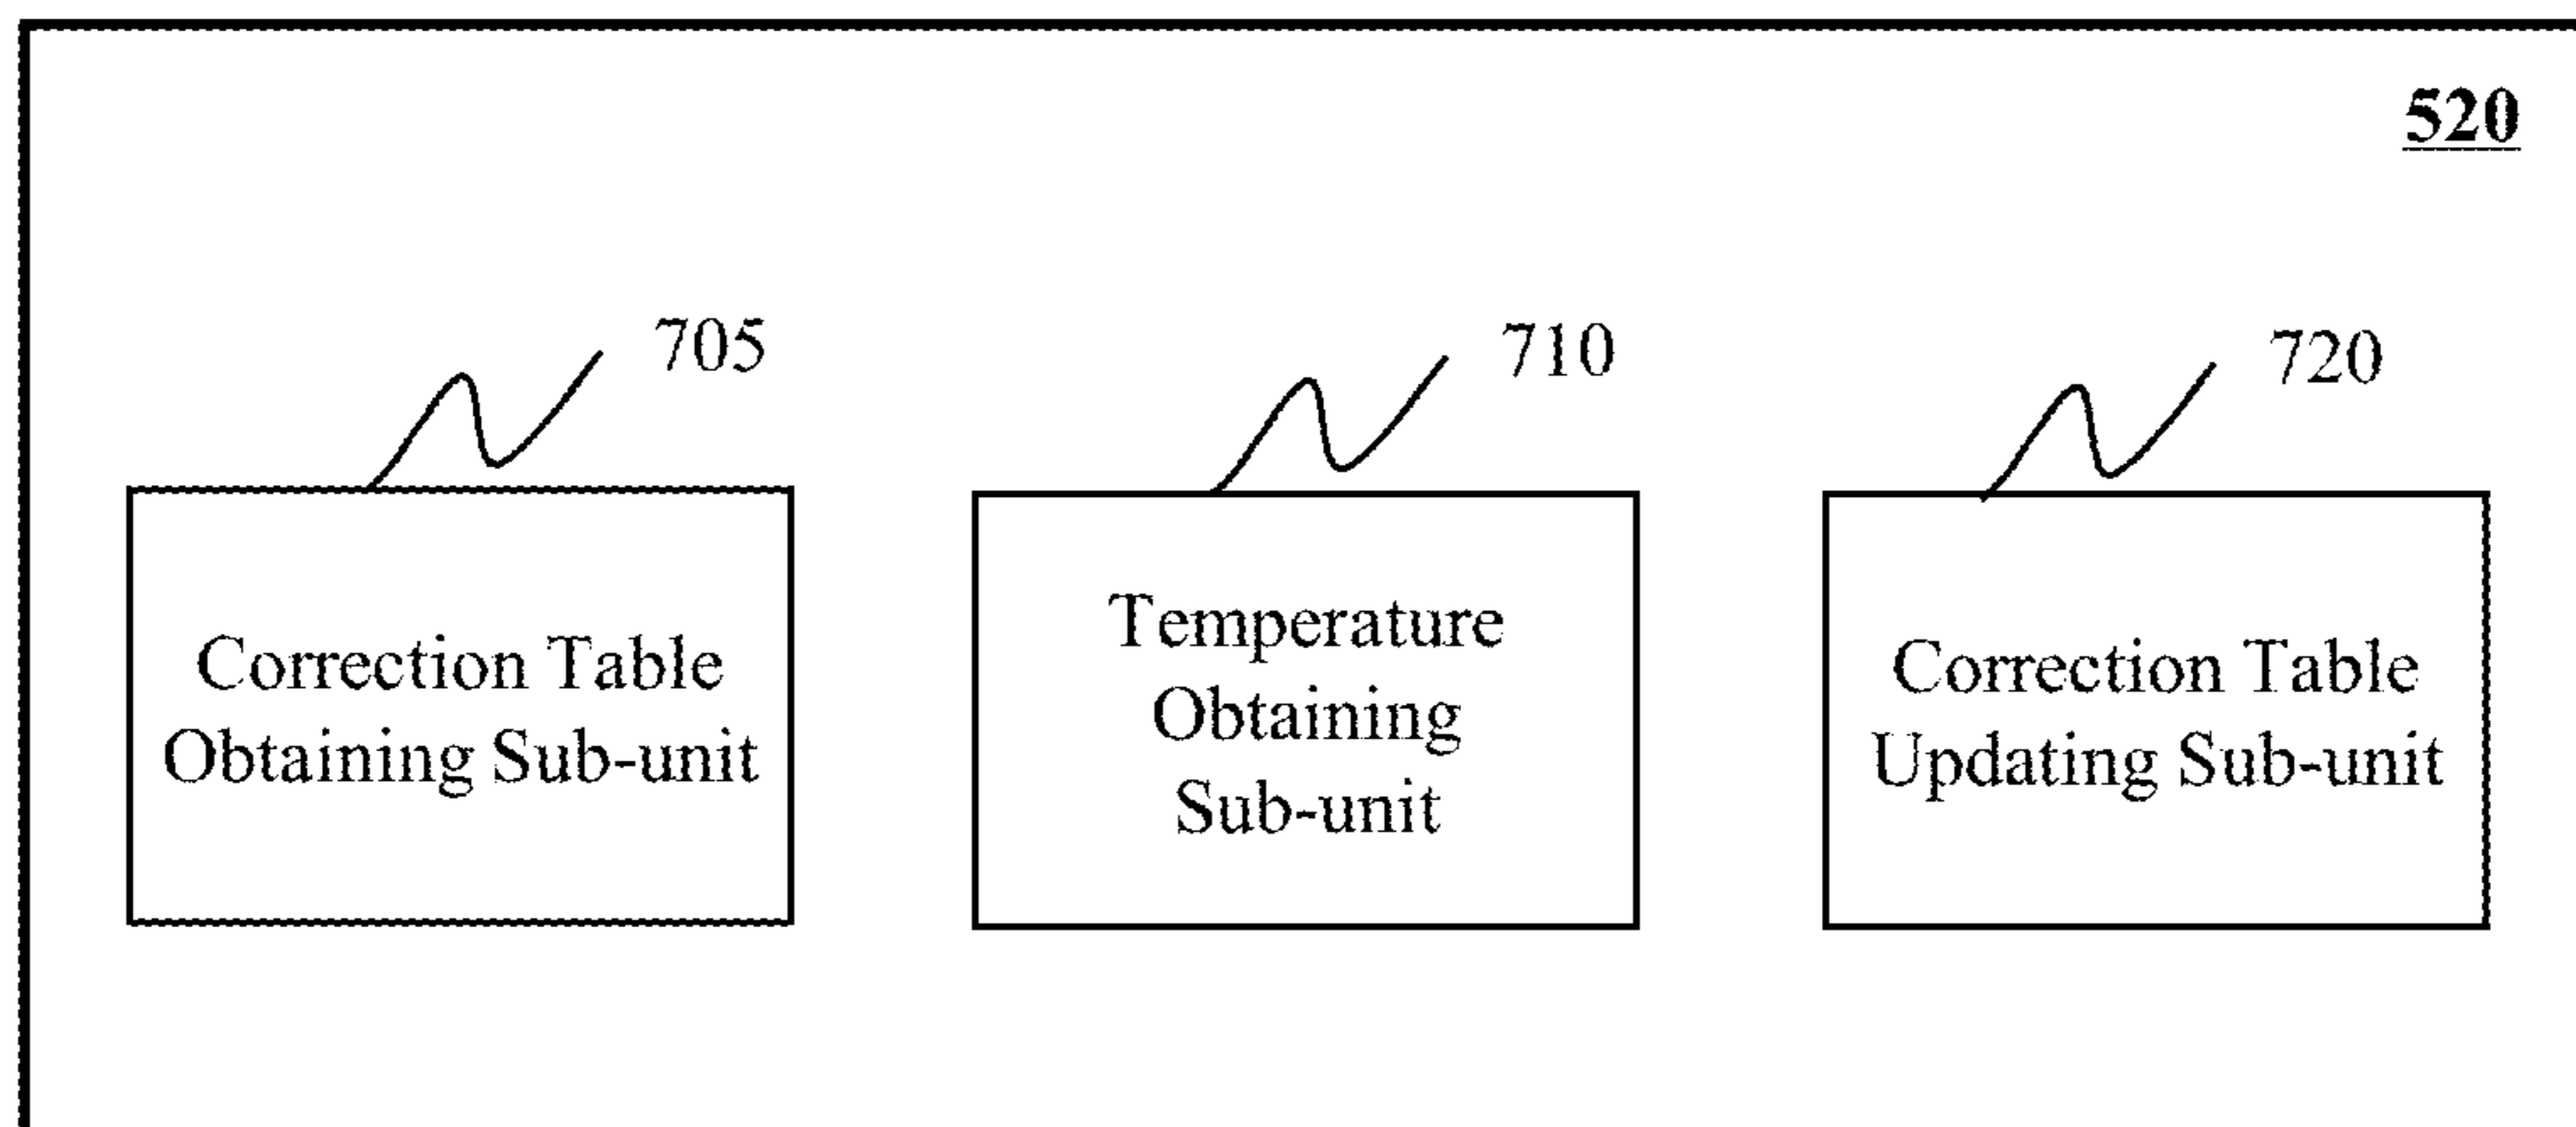 520
705
710
720
Correction Table
Obtaining Sub-unit
Temperature
Obtaining
Sub-unit
Correction Table
Updating Sub-unit